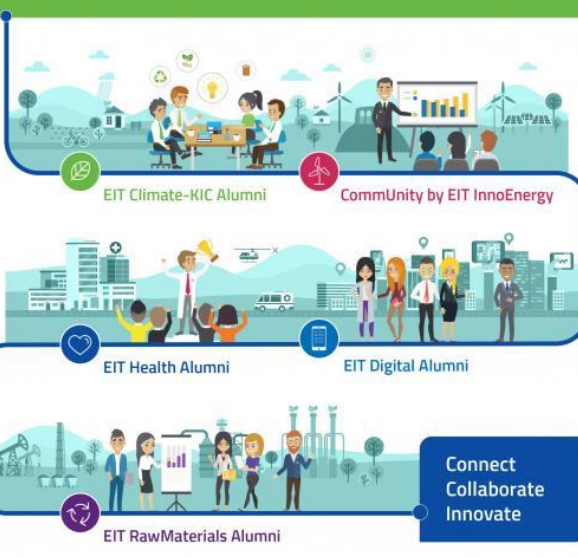 EIT Climate-KIC Alumni
CommUnity by EIT InnoEnergy
EIT Health Alumni
EIT Digital Alumni
EIT RawMaterials Alumni
Connect
Collaborate
Innovate